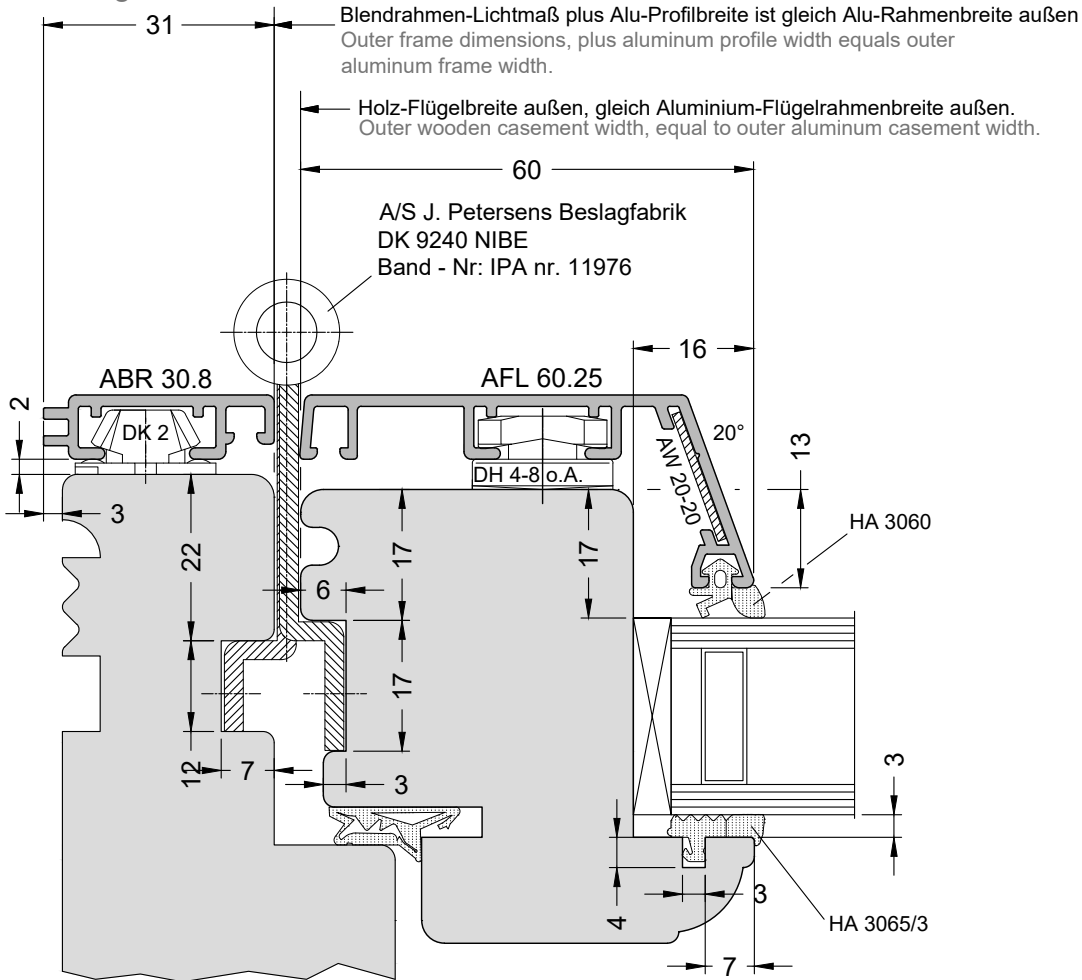 31
Blendrahmen-Lichtmaß plus Alu-Profilbreite ist gleich Alu-Rahmenbreite außen
Outer frame dimensions, plus aluminum profile width equals outer
aluminum frame width.
Holz-Flügelbreite außen, gleich Aluminium-Flügelrahmenbreite außen.
Outer wooden casement width, equal to outer aluminum casement width.
60
A/S J. Petersens Beslagfabrik
DK 9240 NIBE
Band - Nr: IPA nr. 11976
16
ABR 30.8
AFL 60.25
2
DK 2
20°
AW 20-20
13
DH 4-8 o.A.
3
HA 3060
22
17
17
6
17
12
7
3
3
4
3
HA 3065/3
7